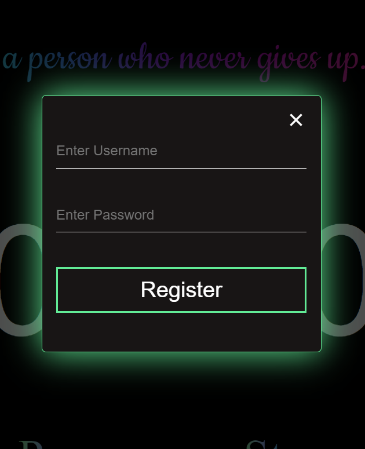 a person who never gives up.
×
Enter Username
Enter Password
Register